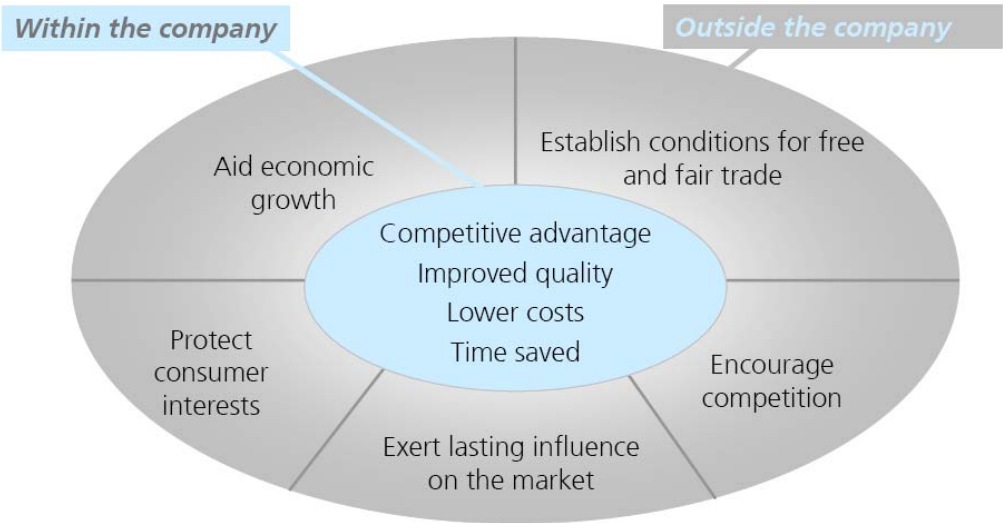 Within the company
Outside the company
Aid economic
growth
Establish conditions for free
and fair trade
Competitive advantage
Improved quality
Lower costs
Time saved
Protect
consumer
interests
Encourage
competition
Exert lasting influence
on the market